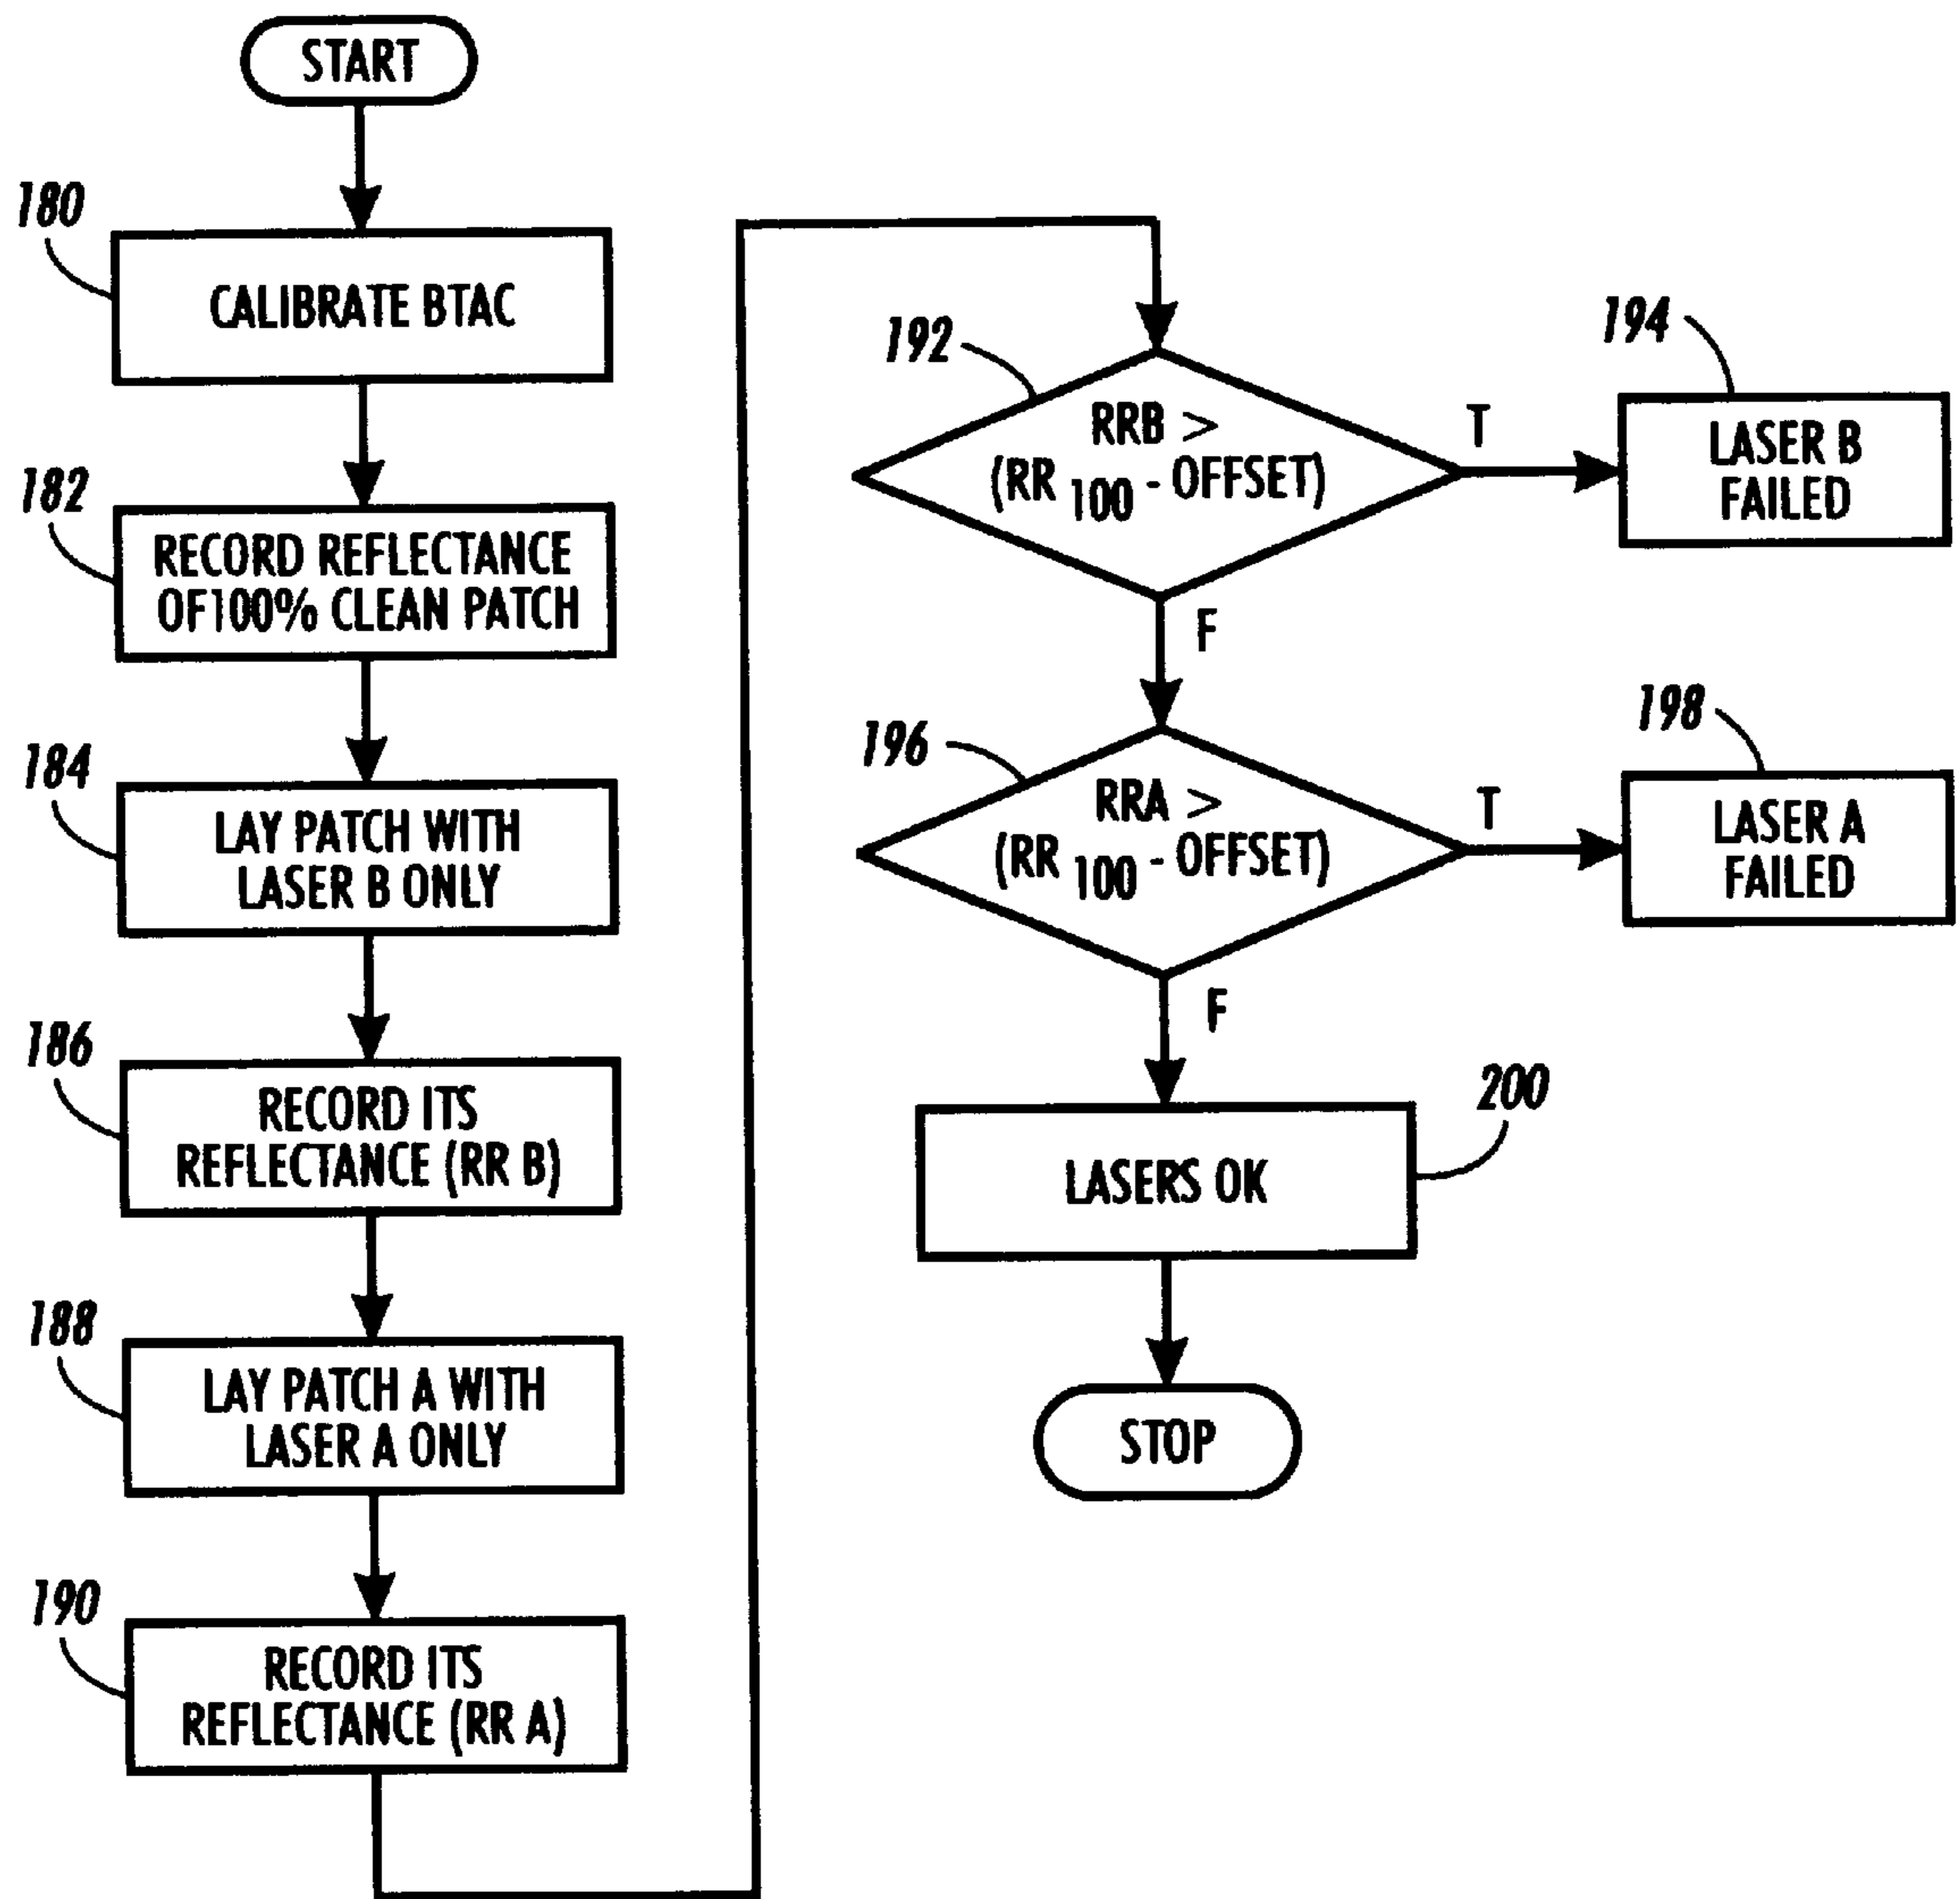 START
180
CALIBRATE BTAC
182
RECORD REFLECTANCE
OF100% CLEAN PATCH
184
LAY PATCH WITH
LASER B ONLY
186
RECORD ITS
REFLECTANCE (RR B)
188
LAY PATCH A WITH
LASER A ONLY
190
RECORD ITS
REFLECTANCE (RR A)
192
RRB >
(RR 100 - OFFSET)
T
194
LASER B
FAILED
F
196
RRA >
(RR 100 - OFFSET)
T
198
LASER A
FAILED
F
200
LASERS OK
STOP